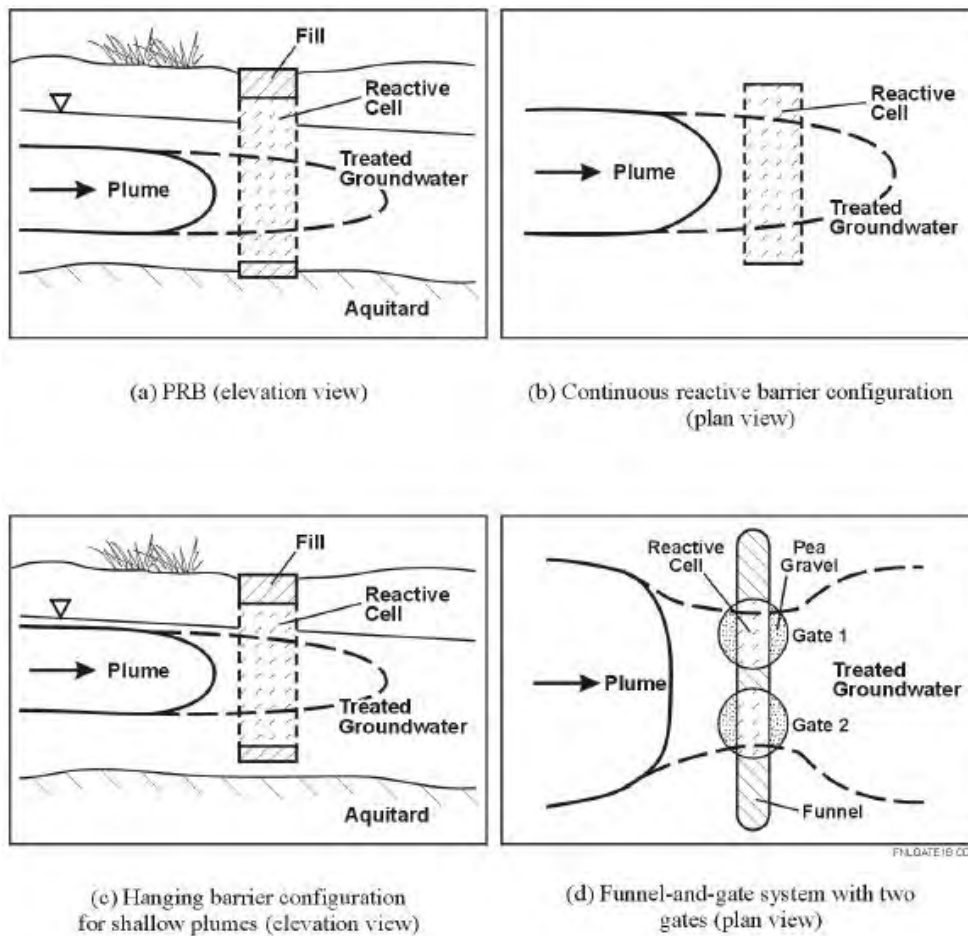 Fill
Reactive
Cell
Plume
Treated
Groundwater
Aquitard
(a) PRB (elevation view)
Reactive
Cell
Plume
Treated
Groundwater
(b) Continuous reactive barrier configuration
(plan view)
Fill
Reactive
Cell
Plume
Treated
Groundwater
Aquitard
(c) Hanging barrier configuration
for shallow plumes (elevation view)
Reactive
Cell
Pea
Gravel
Gate 1
Plume
Treated
Groundwater
Gate 2
Funnel
(d) Funnel-and-gate system with two
gates (plan view)